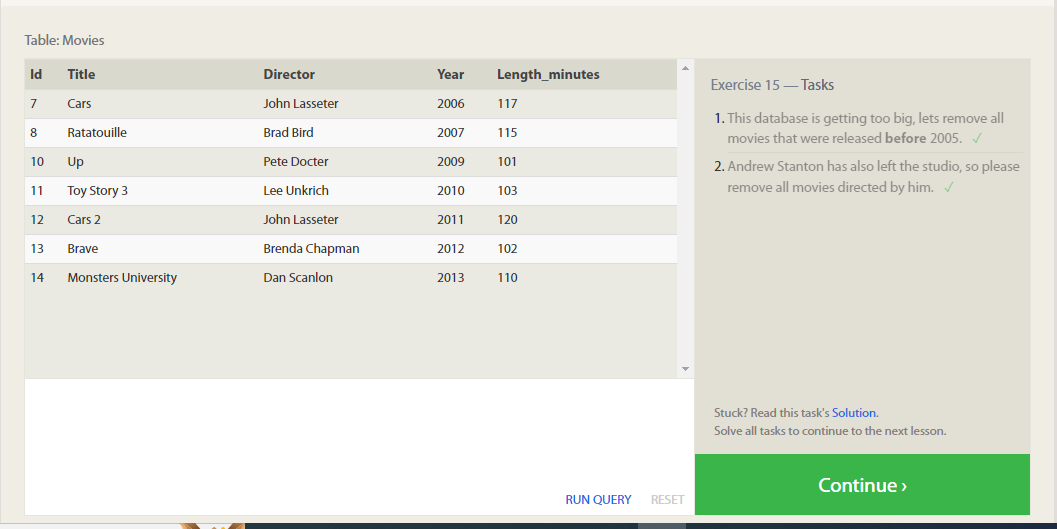 Table: Movies
Id Title Director Year Length_minutes
7 Cars John Lasseter 2006 117
8 Ratatouille Brad Bird 2007 115
10 Up Pete Docter 2009 101
11 Toy Story 3 Lee Unkrich 2010 103
12 Cars 2 John Lasseter 2011 120
13 Brave Brenda Chapman 2012 102
14 Monsters University Dan Scanlon 2013 110
RUN QUERY RESET
Exercise 15 — Tasks
1. This database is getting too big, lets remove all
movies that were released before 2005. ✓
2. Andrew Stanton has also left the studio, so please
remove all movies directed by him. ✓
Stuck? Read this task's Solution.
Solve all tasks to continue to the next lesson.
Continue ›